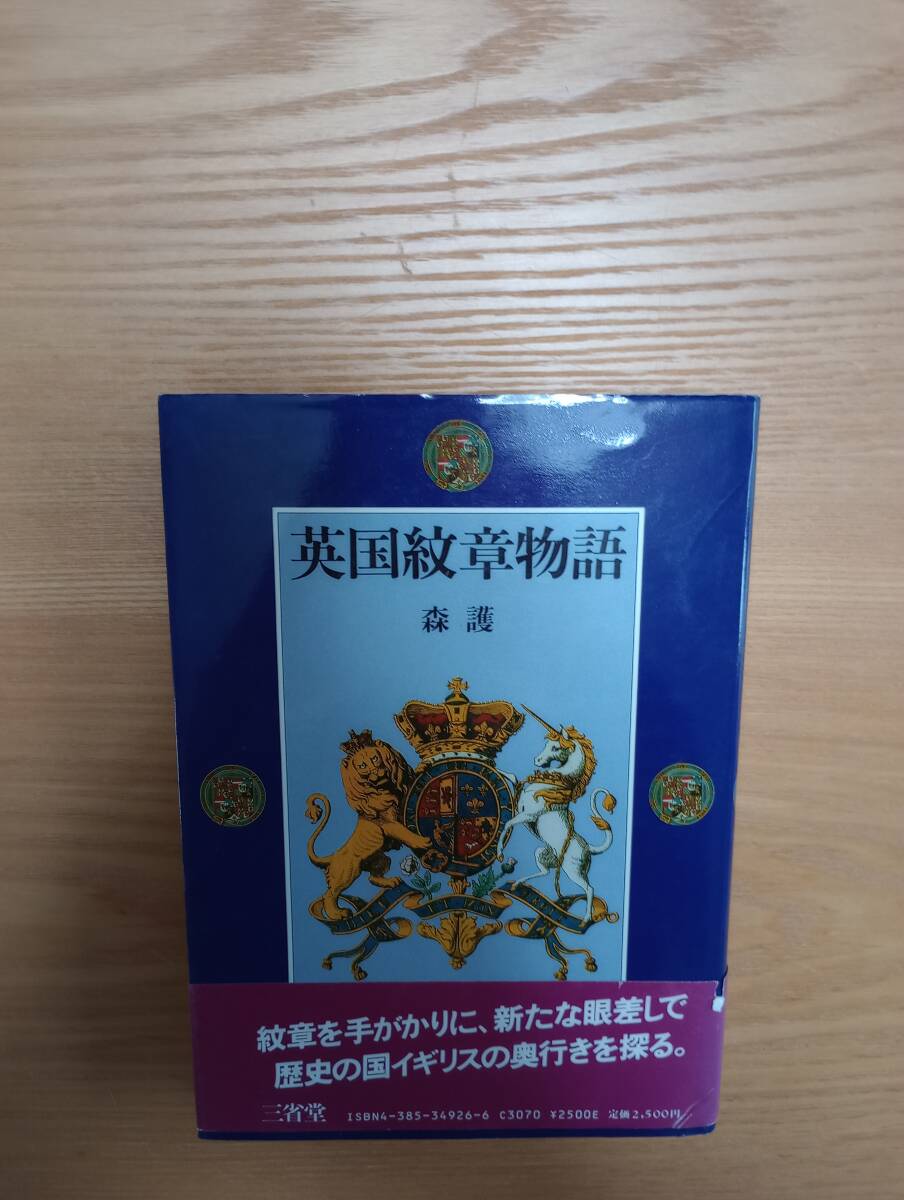 英国紋章物語
森 護
紋章を手がかりに、新たな眼差しで
歴史の国イギリスの奥行きを探る。
三省堂 ISBN4-385-34926-6 C3070 ¥2500E 定価2,500円